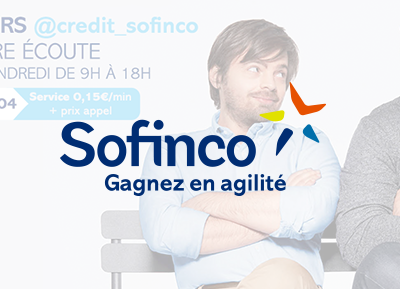 RS @credit_sofinco
RE ÉCOUTE
NDREDI DE 9H À 18H
04 Service 0,15€/min
+ prix appel
Sofinco
Gagnez en agilité